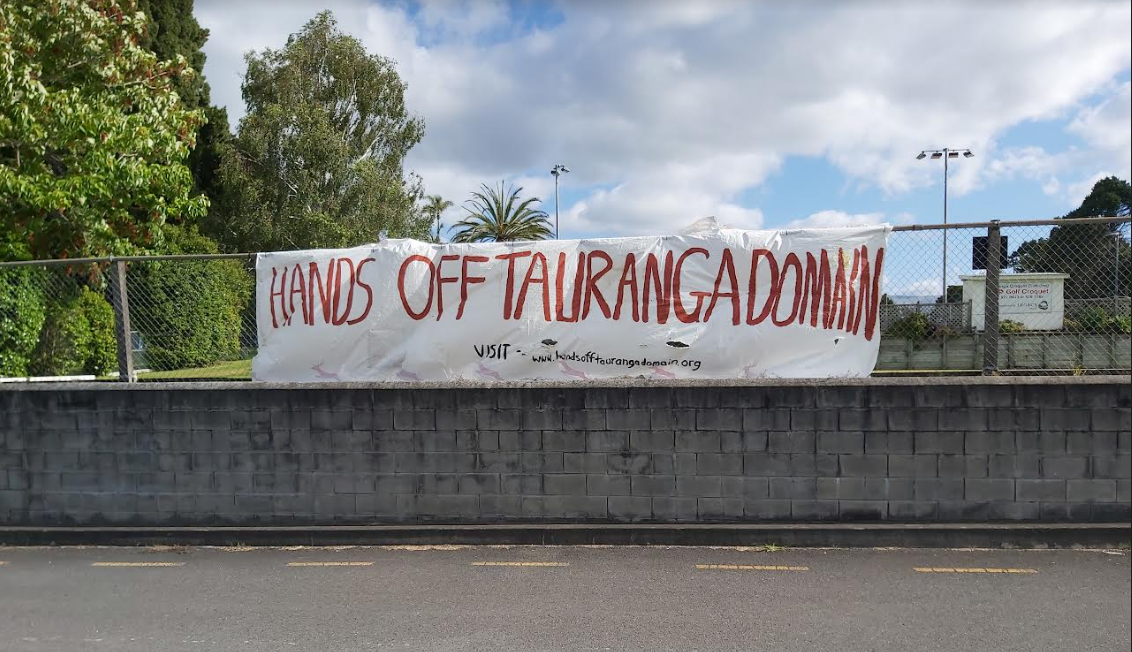 HANDS OFF TAURANGA DOMAIN
VISIT - www.handsofftaurangadomain.org
Golf Croquet